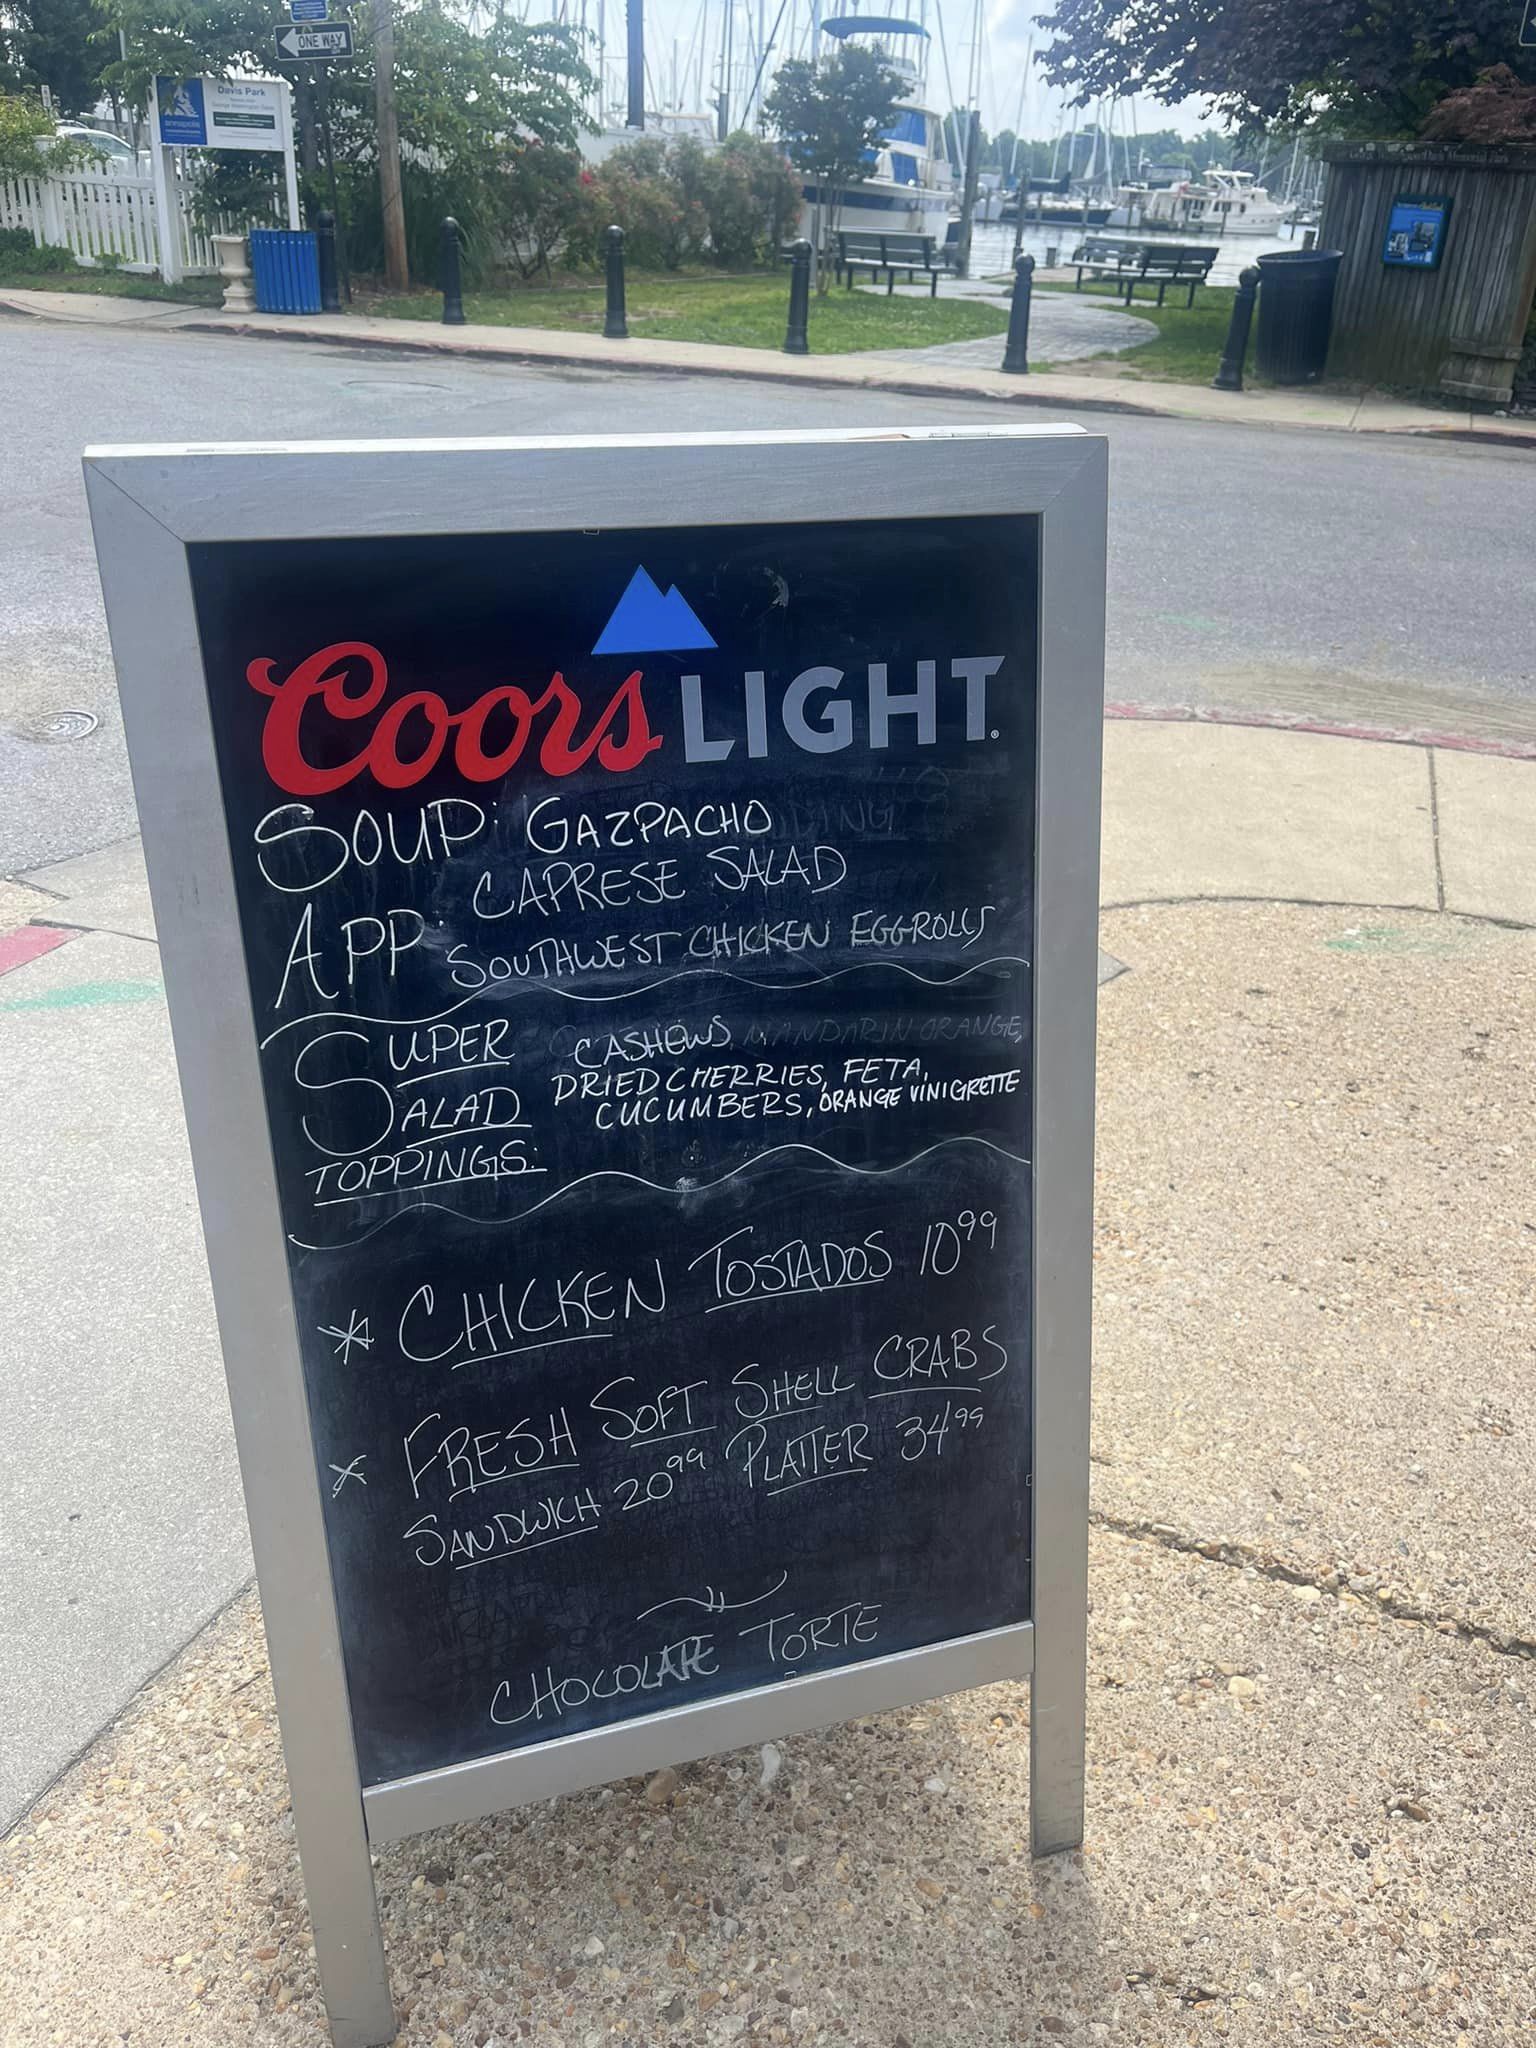 ONE WAY
Davis Park
annapolis
Coors LIGHT
SOUP: GAZPACHO
APP: CAPRESE SALAD
SOUTHWEST CHICKEN EGGROLLS
SUPER SALAD TOPPINGS:
CASHEWS, MANDARIN ORANGE,
DRIED CHERRIES, FETA,
CUCUMBERS, ORANGE VINIGRETTE
* CHICKEN TOSTADOS 10.99
* FRESH SOFT SHELL CRABS
SANDWICH 20.99 PLATTER 34.99
CHOCOLATE TORTE